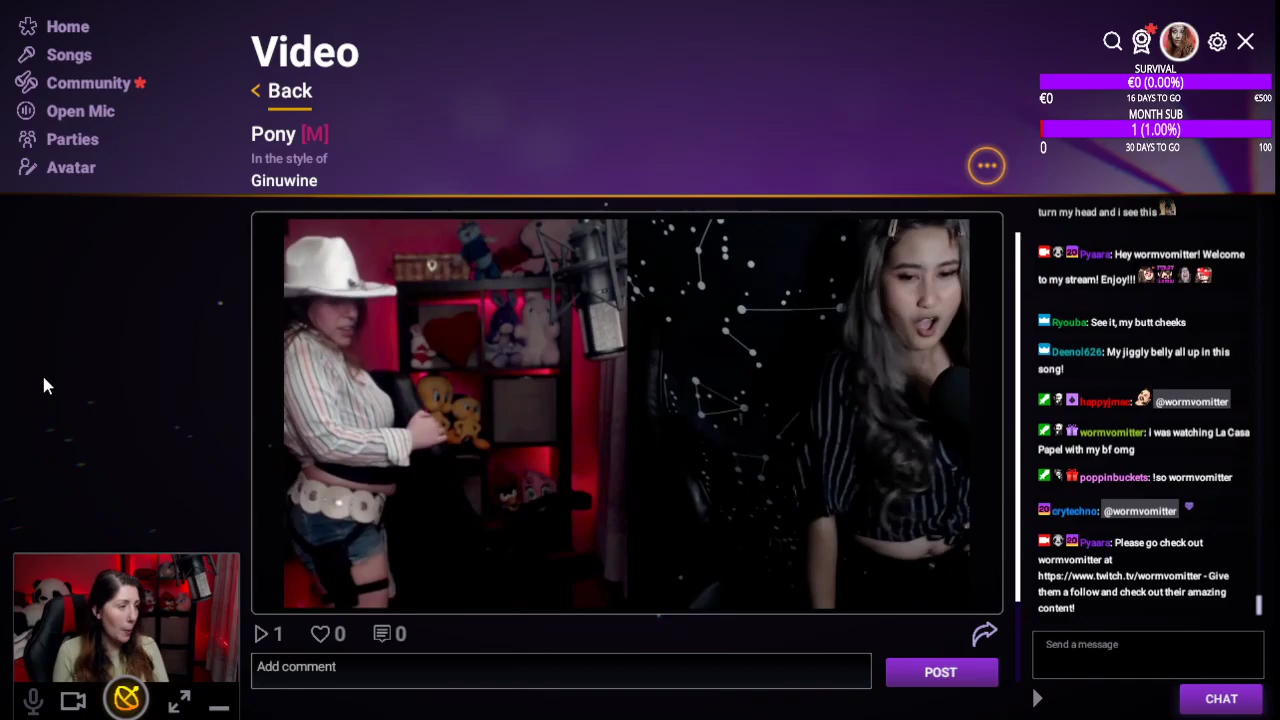 Home
Songs
Community *
Open Mic
Parties
Avatar
Video
< Back
Pony [M]
In the style of
Ginuwine
SURVIVAL
€0 (0.00%)
€0 16 DAYS TO GO €500
MONTH SUB
1 (1.00%)
0 30 DAYS TO GO 100
turn my head and i see this
Pyaara: Hey wormvomitter! Welcome
to my stream! Enjoy!!!
Ryouba: See it, my butt cheeks
Deenol626: My jiggly belly all up in this
song!
happyjmac: @wormvomitter
wormvomitter: i was watching La Casa
Papel with my bf omg
poppinbuckets: !so wormvomitter
crytechno: @wormvomitter
Pyaara: Please go check out
wormvomitter at
https://www.twitch.tv/wormvomitter - Give
them a follow and check out their amazing
content!
1 0 0
Add comment
POST
Send a message
CHAT